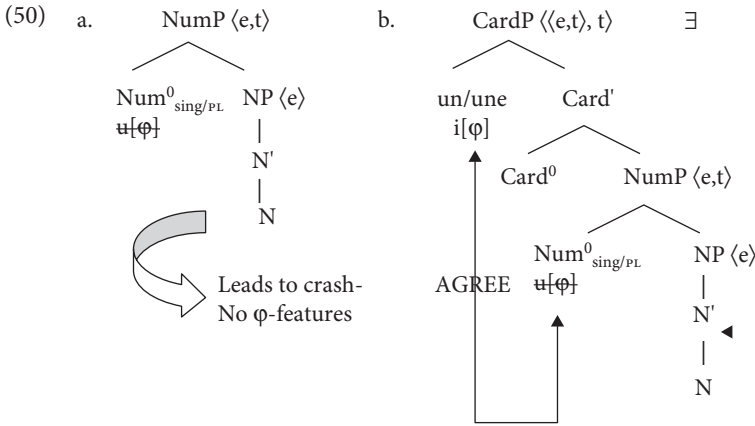 (50) a. NumP ⟨e,t⟩ b. CardP ⟨⟨e,t⟩, t⟩ ∃
Num⁰sing/PL NP ⟨e⟩ un/une Card'
u[φ] i[φ]
N' Card⁰ NumP ⟨e,t⟩
N
Num⁰sing/PL NP ⟨e⟩
Leads to crash- AGREE u[φ]
No φ-features N'
N